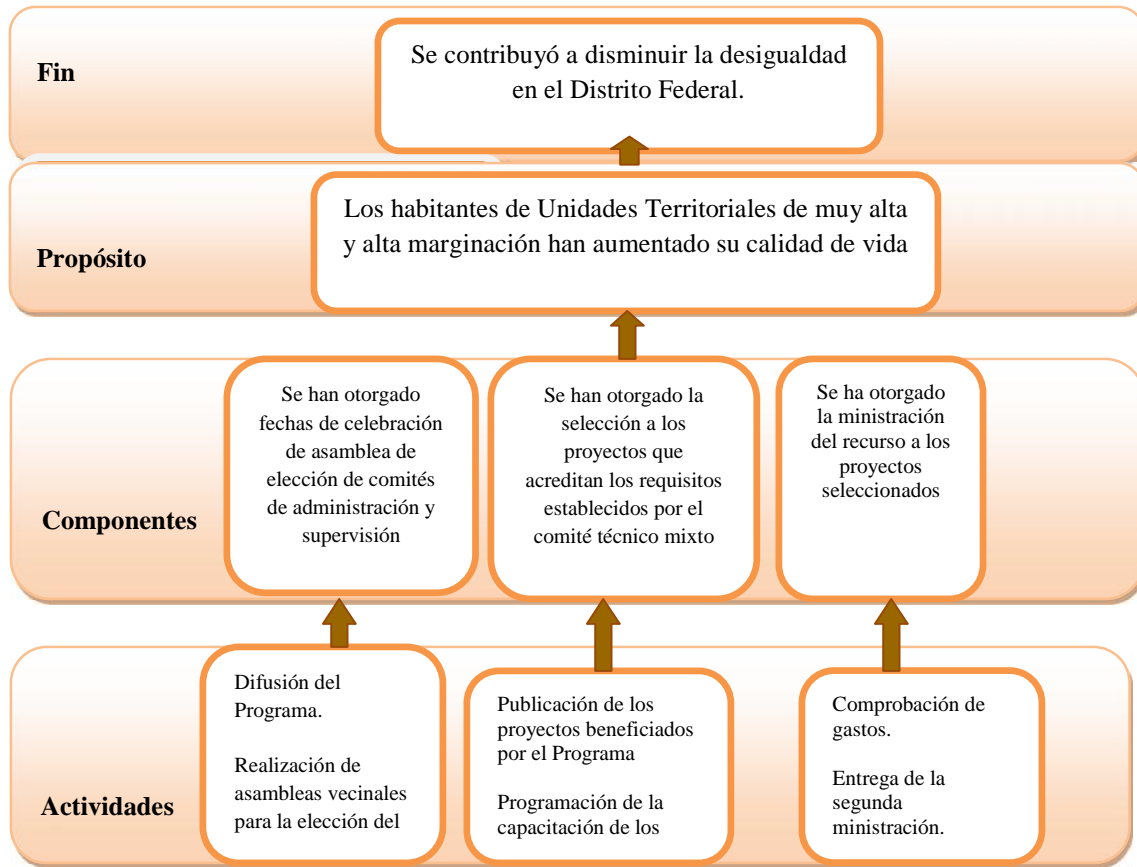 Fin
Se contribuyó a disminuir la desigualdad
en el Distrito Federal.
Propósito
Los habitantes de Unidades Territoriales de muy alta
y alta marginación han aumentado su calidad de vida
Componentes
Se han otorgado
fechas de celebración
de asamblea de
elección de comités
de administración y
supervisión
Se han otorgado la
selección a los
proyectos que
acreditan los requisitos
establecidos por el
comité técnico mixto
Se ha otorgado
la ministración
del recurso a los
proyectos
seleccionados
Actividades
Difusión del
Programa.
Realización de
asambleas vecinales
para la elección del
Publicación de los
proyectos beneficiados
por el Programa
Programación de la
capacitación de los
Comprobación de
gastos.
Entrega de la
segunda
ministración.